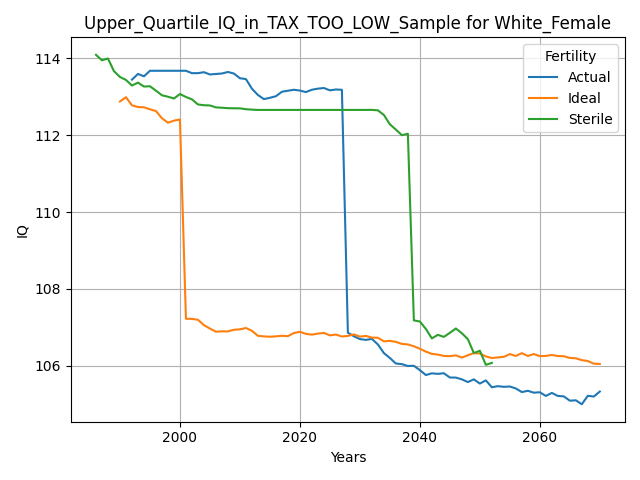 Upper_Quartile_IQ_in_TAX_TOO_LOW_Sample for White_Female
Fertility
Actual
Ideal
Sterile
114
112
110
108
106
IQ
2000
2020
2040
2060
Years